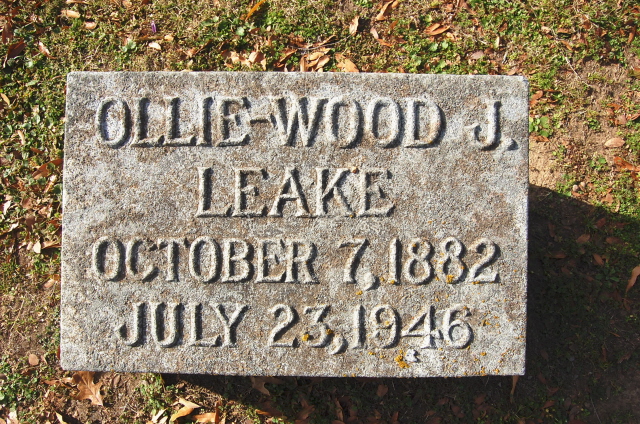 OLLIE-WOOD J.
LEAKE
OCTOBER 7, 1882
JULY 23, 1946